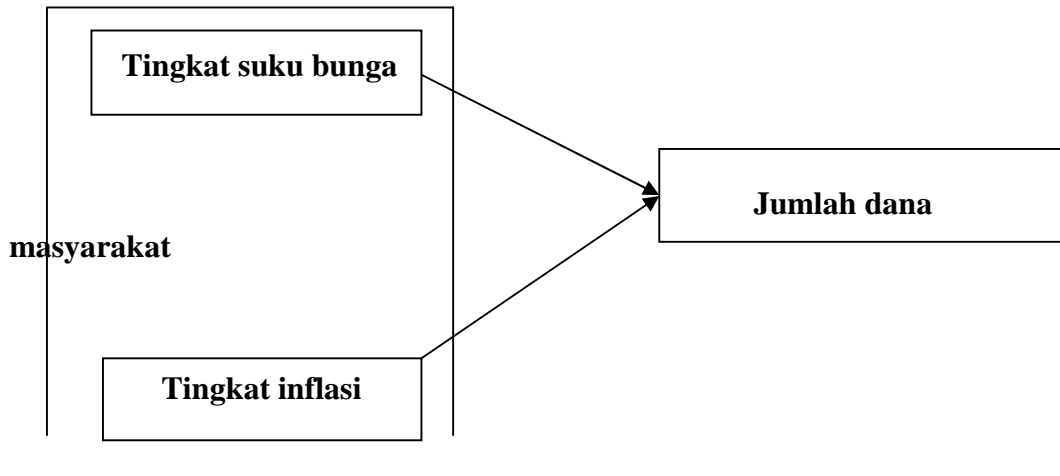 Tingkat suku bunga
Jumlah dana
masyarakat
Tingkat inflasi